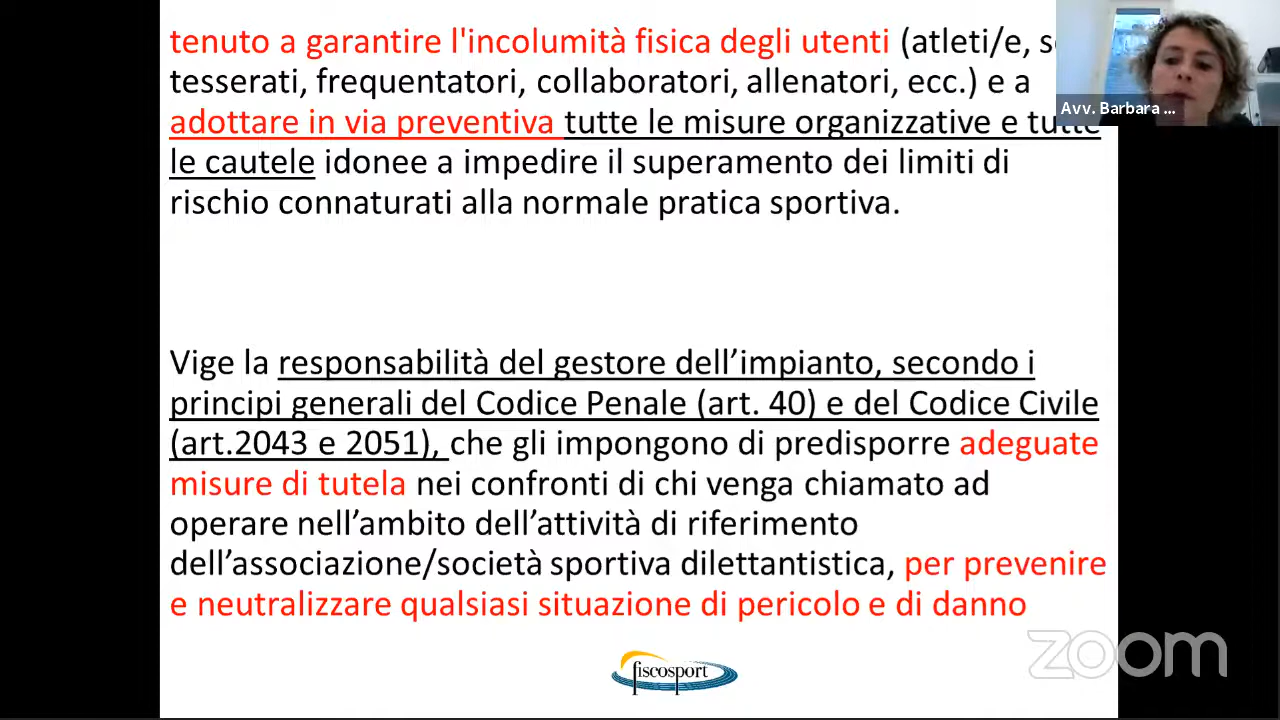 tenuto a garantire l'incolumità fisica degli utenti (atleti/e,
tesserati, frequentatori, collaboratori, allenatori, ecc.) e a
adottare in via preventiva tutte le misure organizzative e tutte
le cautele idonee a impedire il superamento dei limiti di
rischio connaturati alla normale pratica sportiva.
Vige la responsabilità del gestore dell’impianto, secondo i
principi generali del Codice Penale (art. 40) e del Codice Civile
(art.2043 e 2051), che gli impongono di predisporre adeguate
misure di tutela nei confronti di chi venga chiamato ad
operare nell’ambito dell’attività di riferimento
dell’associazione/società sportiva dilettantistica, per prevenire
e neutralizzare qualsiasi situazione di pericolo e di danno
Avv. Barbara ...
fiscosport
zoom